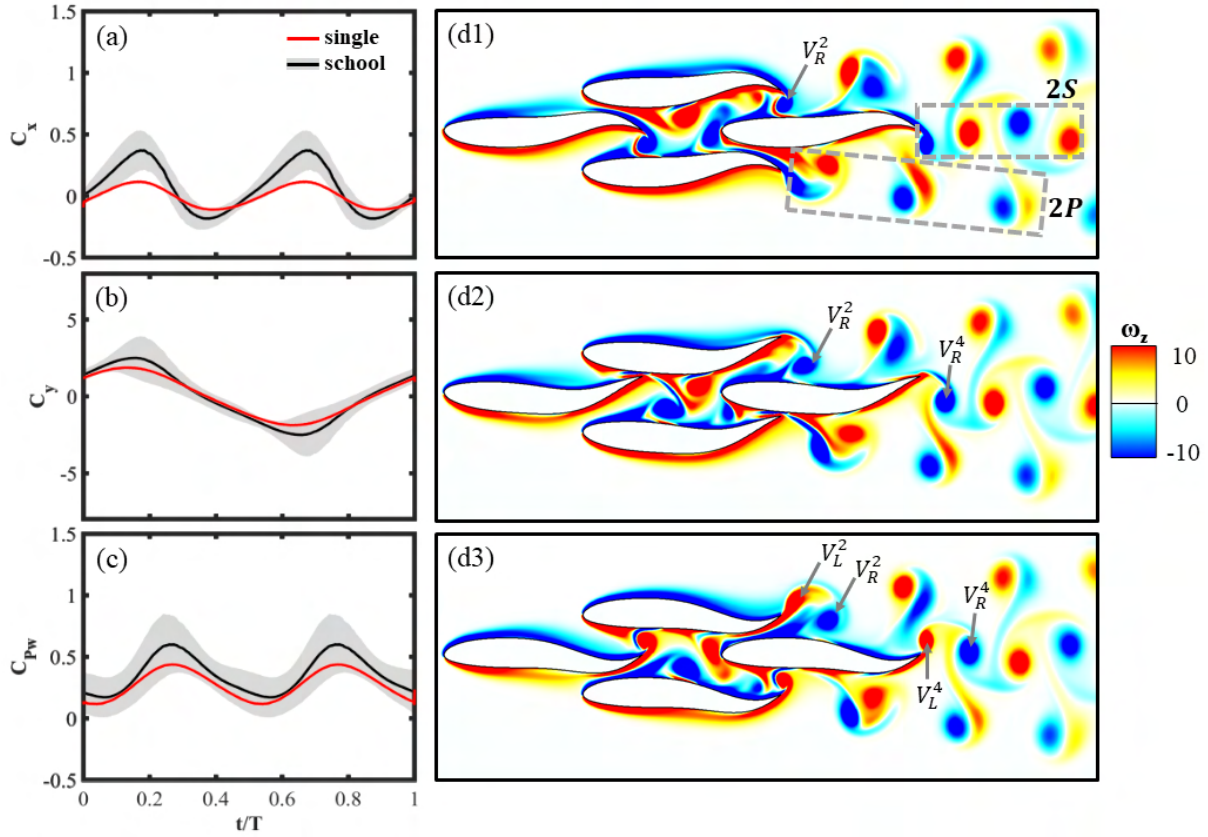 (a)
single
school
1.5
1
0.5
0
-0.5
C_x
(b)
5
0
-5
C_y
(c)
1.5
1
0.5
0
-0.5
C_Pw
0 0.2 0.4 0.6 0.8 1
t/T
(d1)
V_R^2
2S
2P
(d2)
V_R^2
V_R^4
(d3)
V_L^2
V_R^2
V_R^4
V_L^4
ω_z
10
0
-10